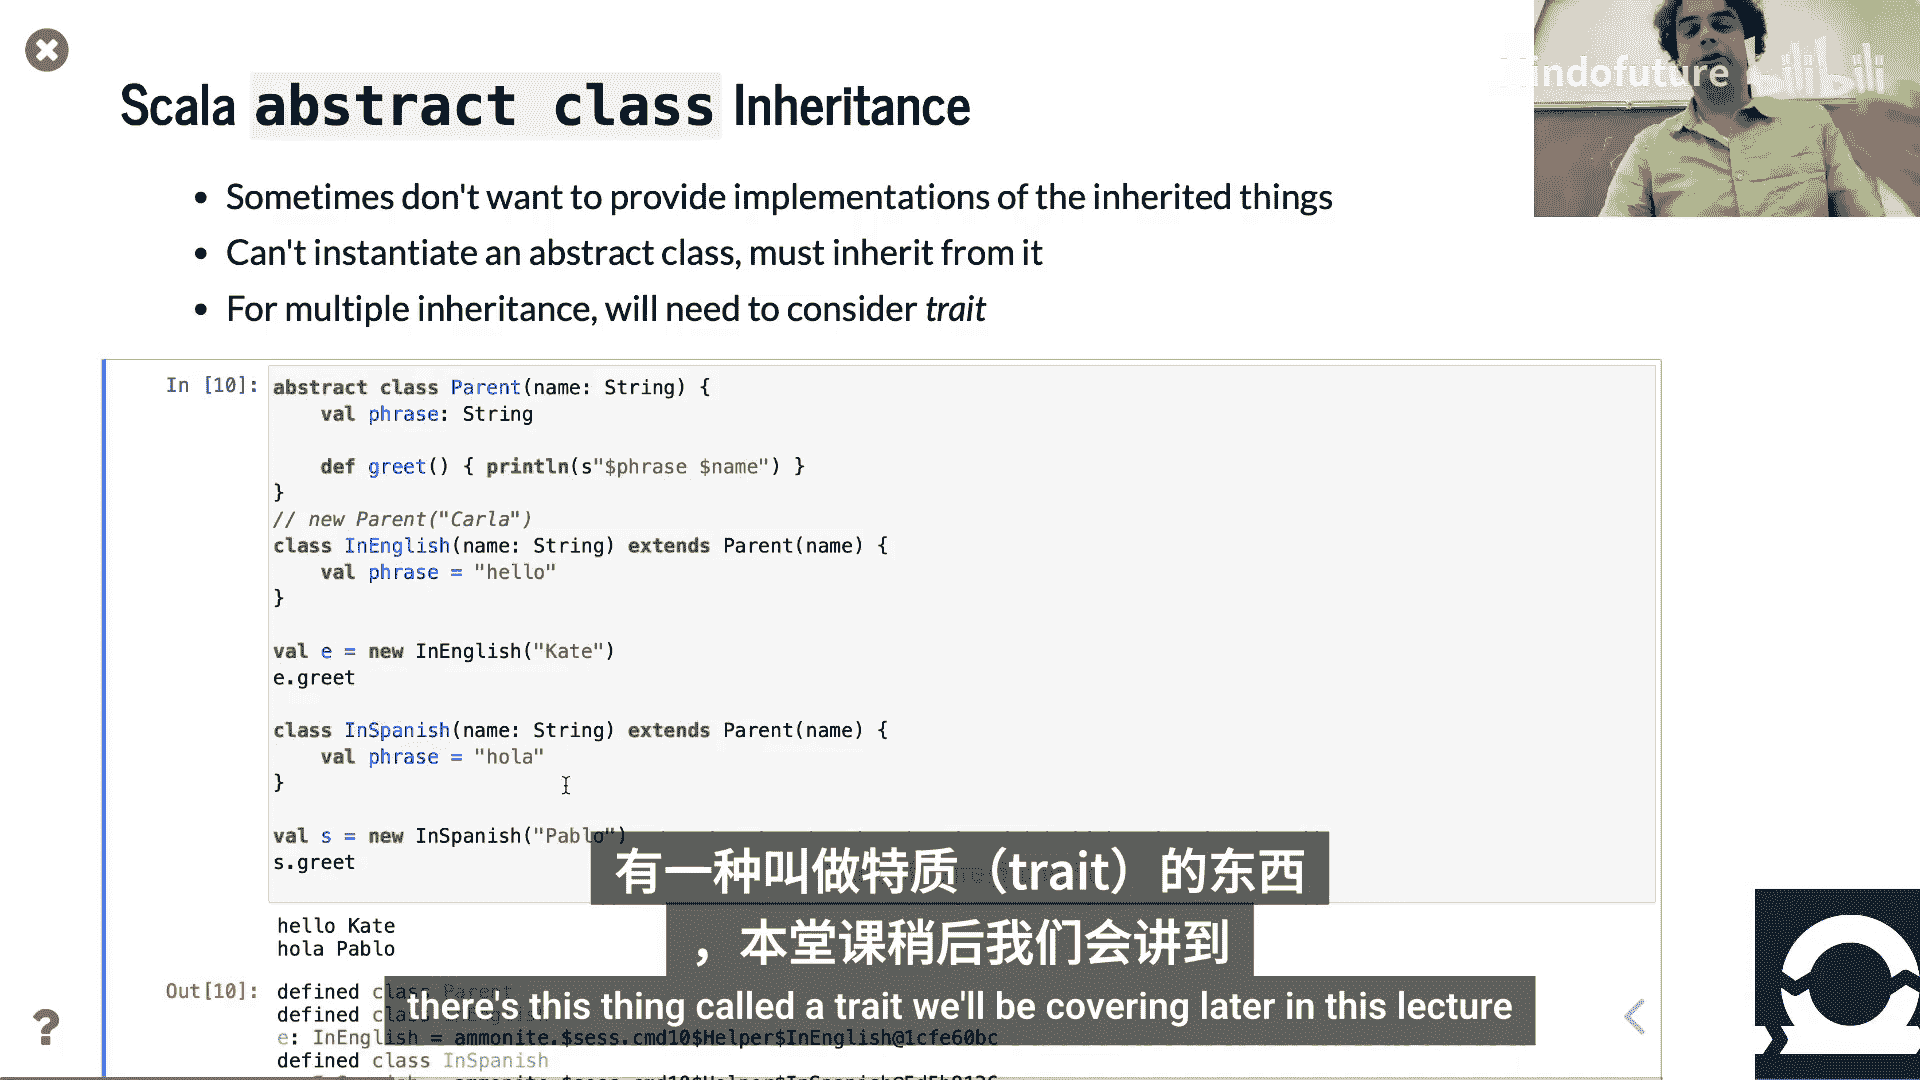 Scala abstract class Inheritance
indofuture
bilibili
Sometimes don't want to provide implementations of the inherited things
Can't instantiate an abstract class, must inherit from it
For multiple inheritance, will need to consider trait
In [10]:
abstract class Parent(name: String) {
val phrase: String
def greet() { println(s"$phrase $name") }
}
// new Parent("Carla")
class InEnglish(name: String) extends Parent(name) {
val phrase = "hello"
}
val e = new InEnglish("Kate")
e.greet
class InSpanish(name: String) extends Parent(name) {
val phrase = "hola"
}
val s = new InSpanish("Pablo")
s.greet
有一种叫做特质（trait）的东西
，本堂课稍后我们会讲到
there's this thing called a trait we'll be covering later in this lecture
hello Kate
hola Pablo
Out[10]:
defined class Parent
defined class InEnglish
e: InEnglish = ammonite.$sess.cmd10$Helper$InEnglish@1cfe60bc
defined class InSpanish